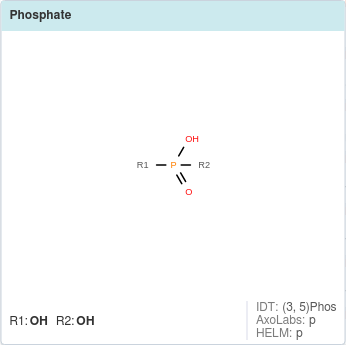 Phosphate
OH
R1 P R2
O
R1: OH R2: OH
IDT: (3, 5)Phos
AxoLabs: p
HELM: p